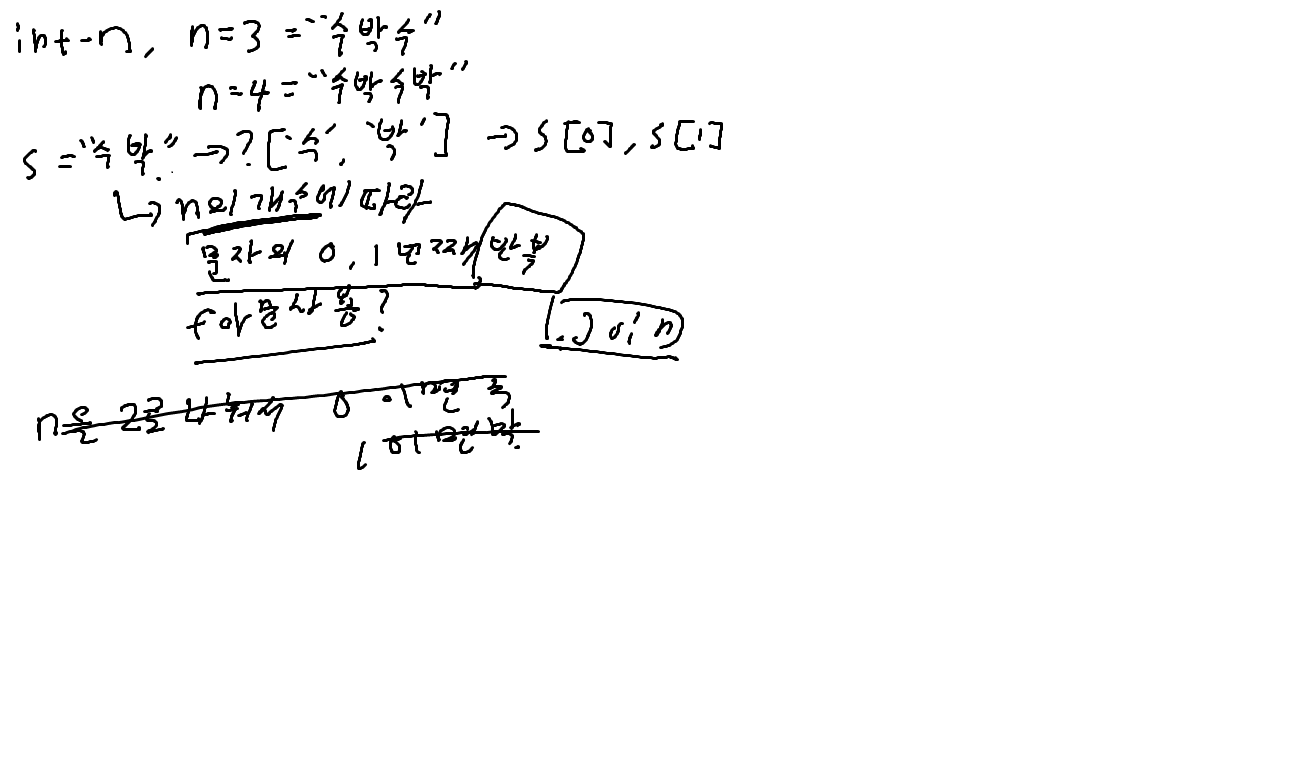 int-n, n=3 = "수박수"
n=4 = "수박수박"
s = "수박" → ? ['수', '박'] → s[0], s[1]
↳ n의 개수에 따라
문자의 0, 1번째 반복
for문 사용?
.join
n을 2로 나눠서 0 이면 수
1 이면 박.